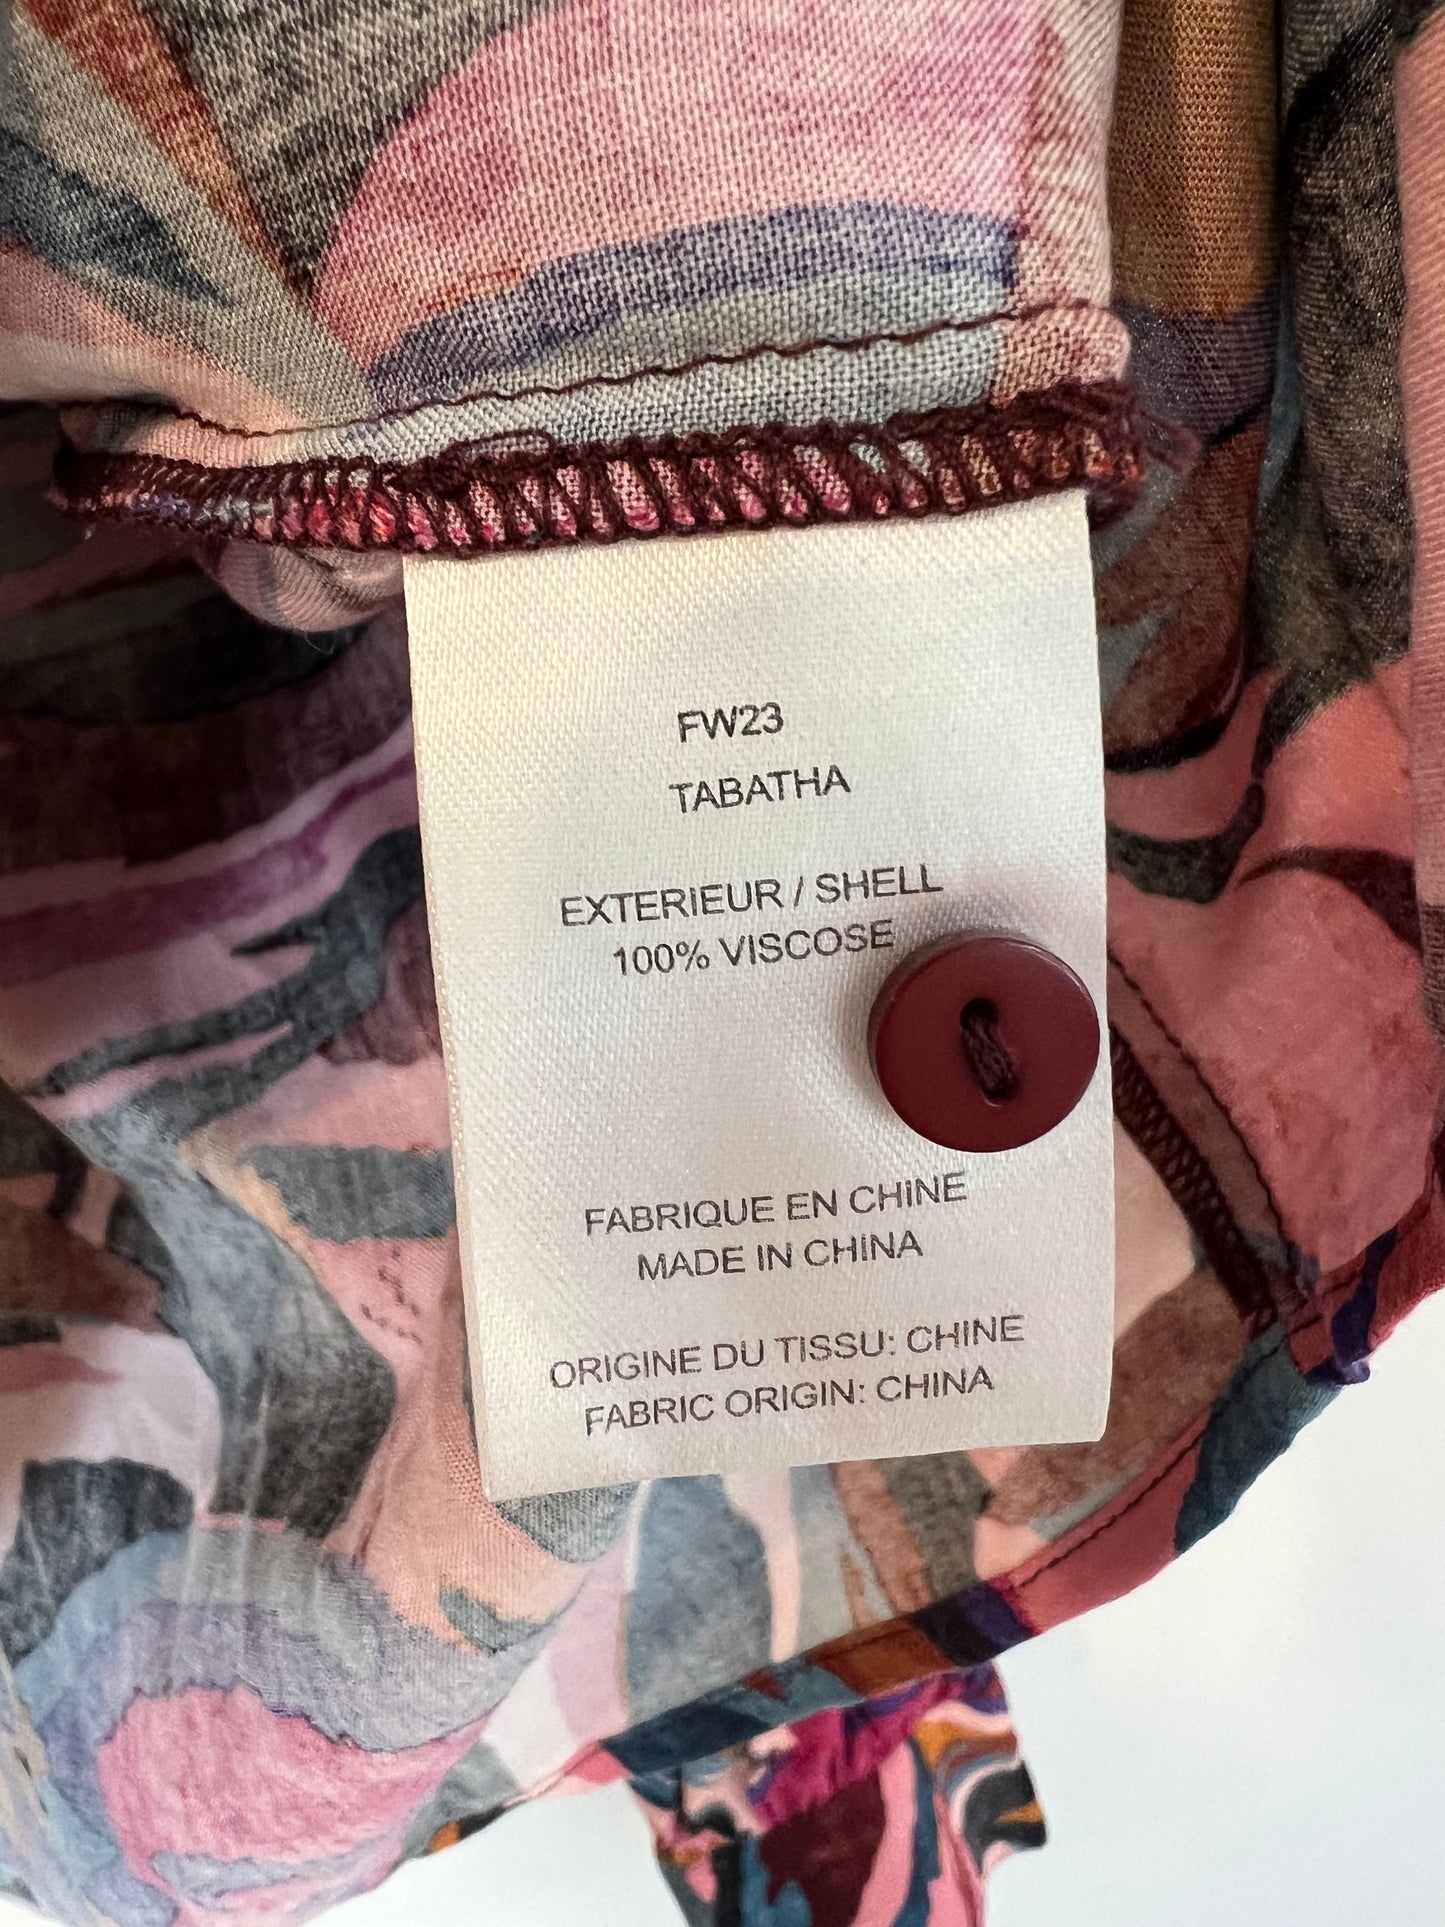 FW23
TABATHA
EXTERIEUR / SHELL
100% VISCOSE
FABRIQUE EN CHINE
MADE IN CHINA
ORIGINE DU TISSU: CHINE
FABRIC ORIGIN: CHINA